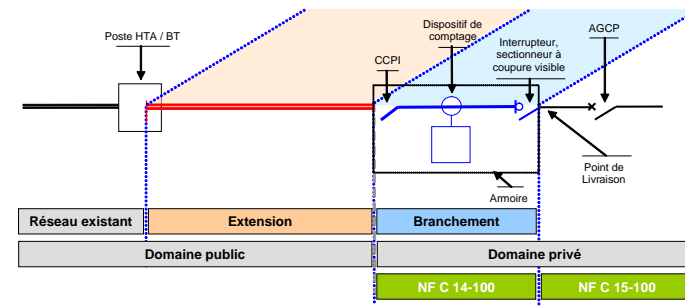 Poste HTA / BT
Dispositif de
comptage
CCPI
Interrupteur,
sectionneur à
coupure visible
AGCP
Point de
Livraison
Armoire
Réseau existant
Extension
Branchement
Domaine public
Domaine privé
NF C 14-100
NF C 15-100